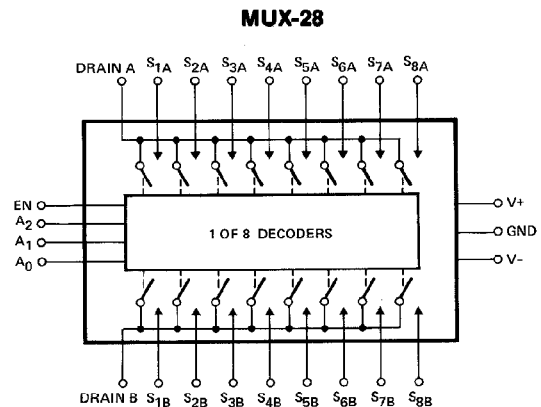 MUX-28
DRAIN A S1A S2A S3A S4A S5A S6A S7A S8A
EN
A2
A1
A0
1 OF 8 DECODERS
V+
GND
V–
DRAIN B S1B S2B S3B S4B S5B S6B S7B S8B